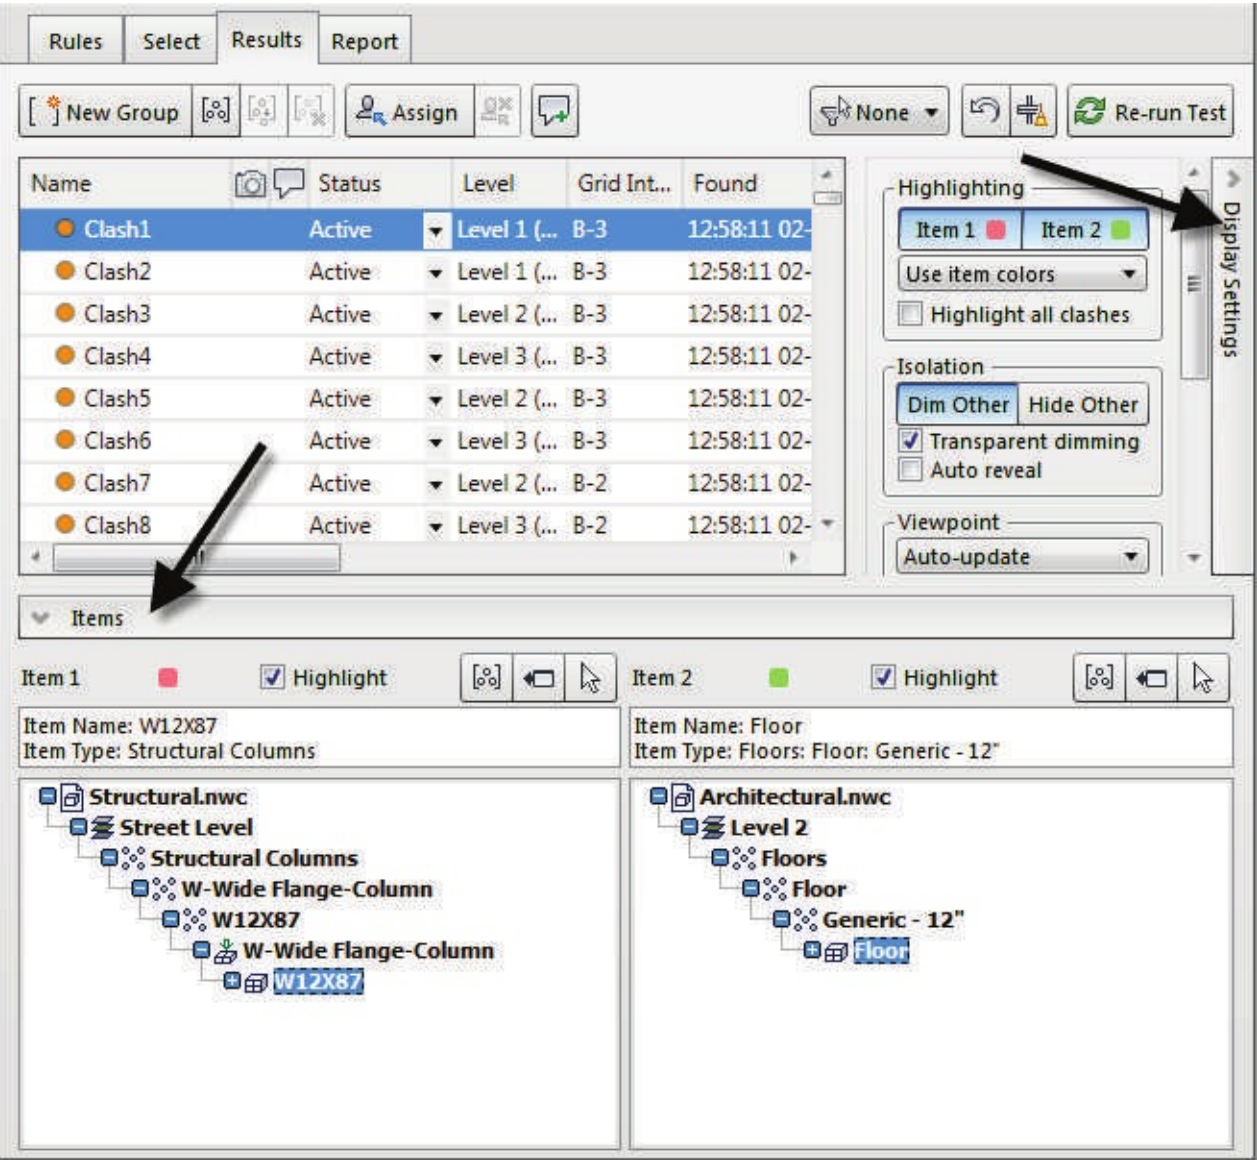 Rules Select Results Report
New Group Assign None Re-run Test
Name Status Level Grid Int... Found
Clash1 Active Level 1 (... B-3 12:58:11 02-
Clash2 Active Level 1 (... B-3 12:58:11 02-
Clash3 Active Level 2 (... B-3 12:58:11 02-
Clash4 Active Level 3 (... B-3 12:58:11 02-
Clash5 Active Level 2 (... B-3 12:58:11 02-
Clash6 Active Level 3 (... B-3 12:58:11 02-
Clash7 Active Level 2 (... B-2 12:58:11 02-
Clash8 Active Level 3 (... B-2 12:58:11 02-
Highlighting
Item 1 Item 2
Use item colors
Highlight all clashes
Isolation
Dim Other Hide Other
Transparent dimming
Auto reveal
Viewpoint
Auto-update
Display Settings
Items
Item 1 Highlight
Item Name: W12X87
Item Type: Structural Columns
Structural.nwc
Street Level
Structural Columns
W-Wide Flange-Column
W12X87
W-Wide Flange-Column
W12X87
Item 2 Highlight
Item Name: Floor
Item Type: Floors: Floor: Generic - 12"
Architectural.nwc
Level 2
Floors
Floor
Generic - 12"
Floor